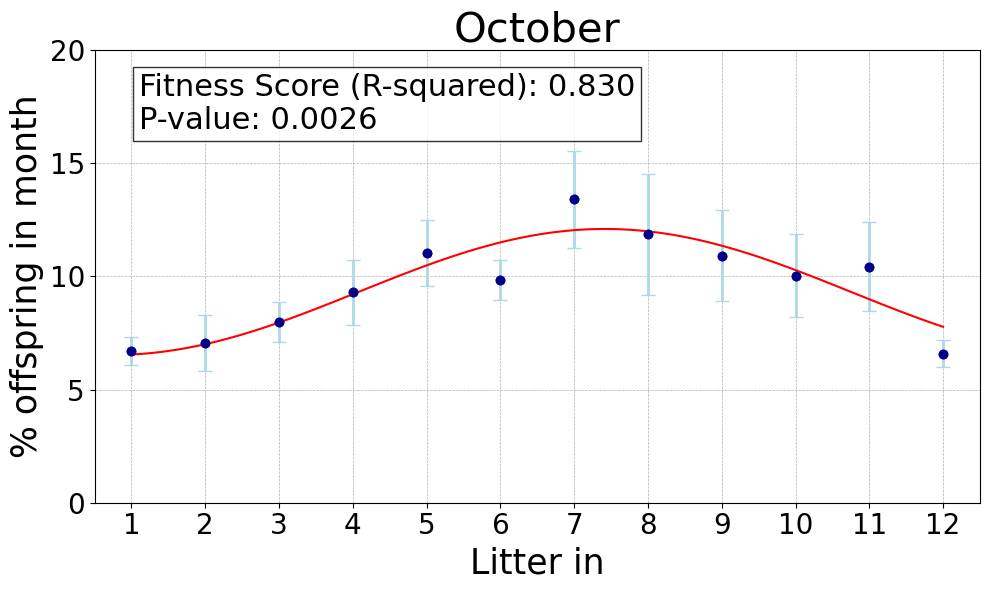 October
Fitness Score (R-squared): 0.830
P-value: 0.0026
% offspring in month
20
15
10
5
0
1 2 3 4 5 6 7 8 9 10 11 12
Litter in